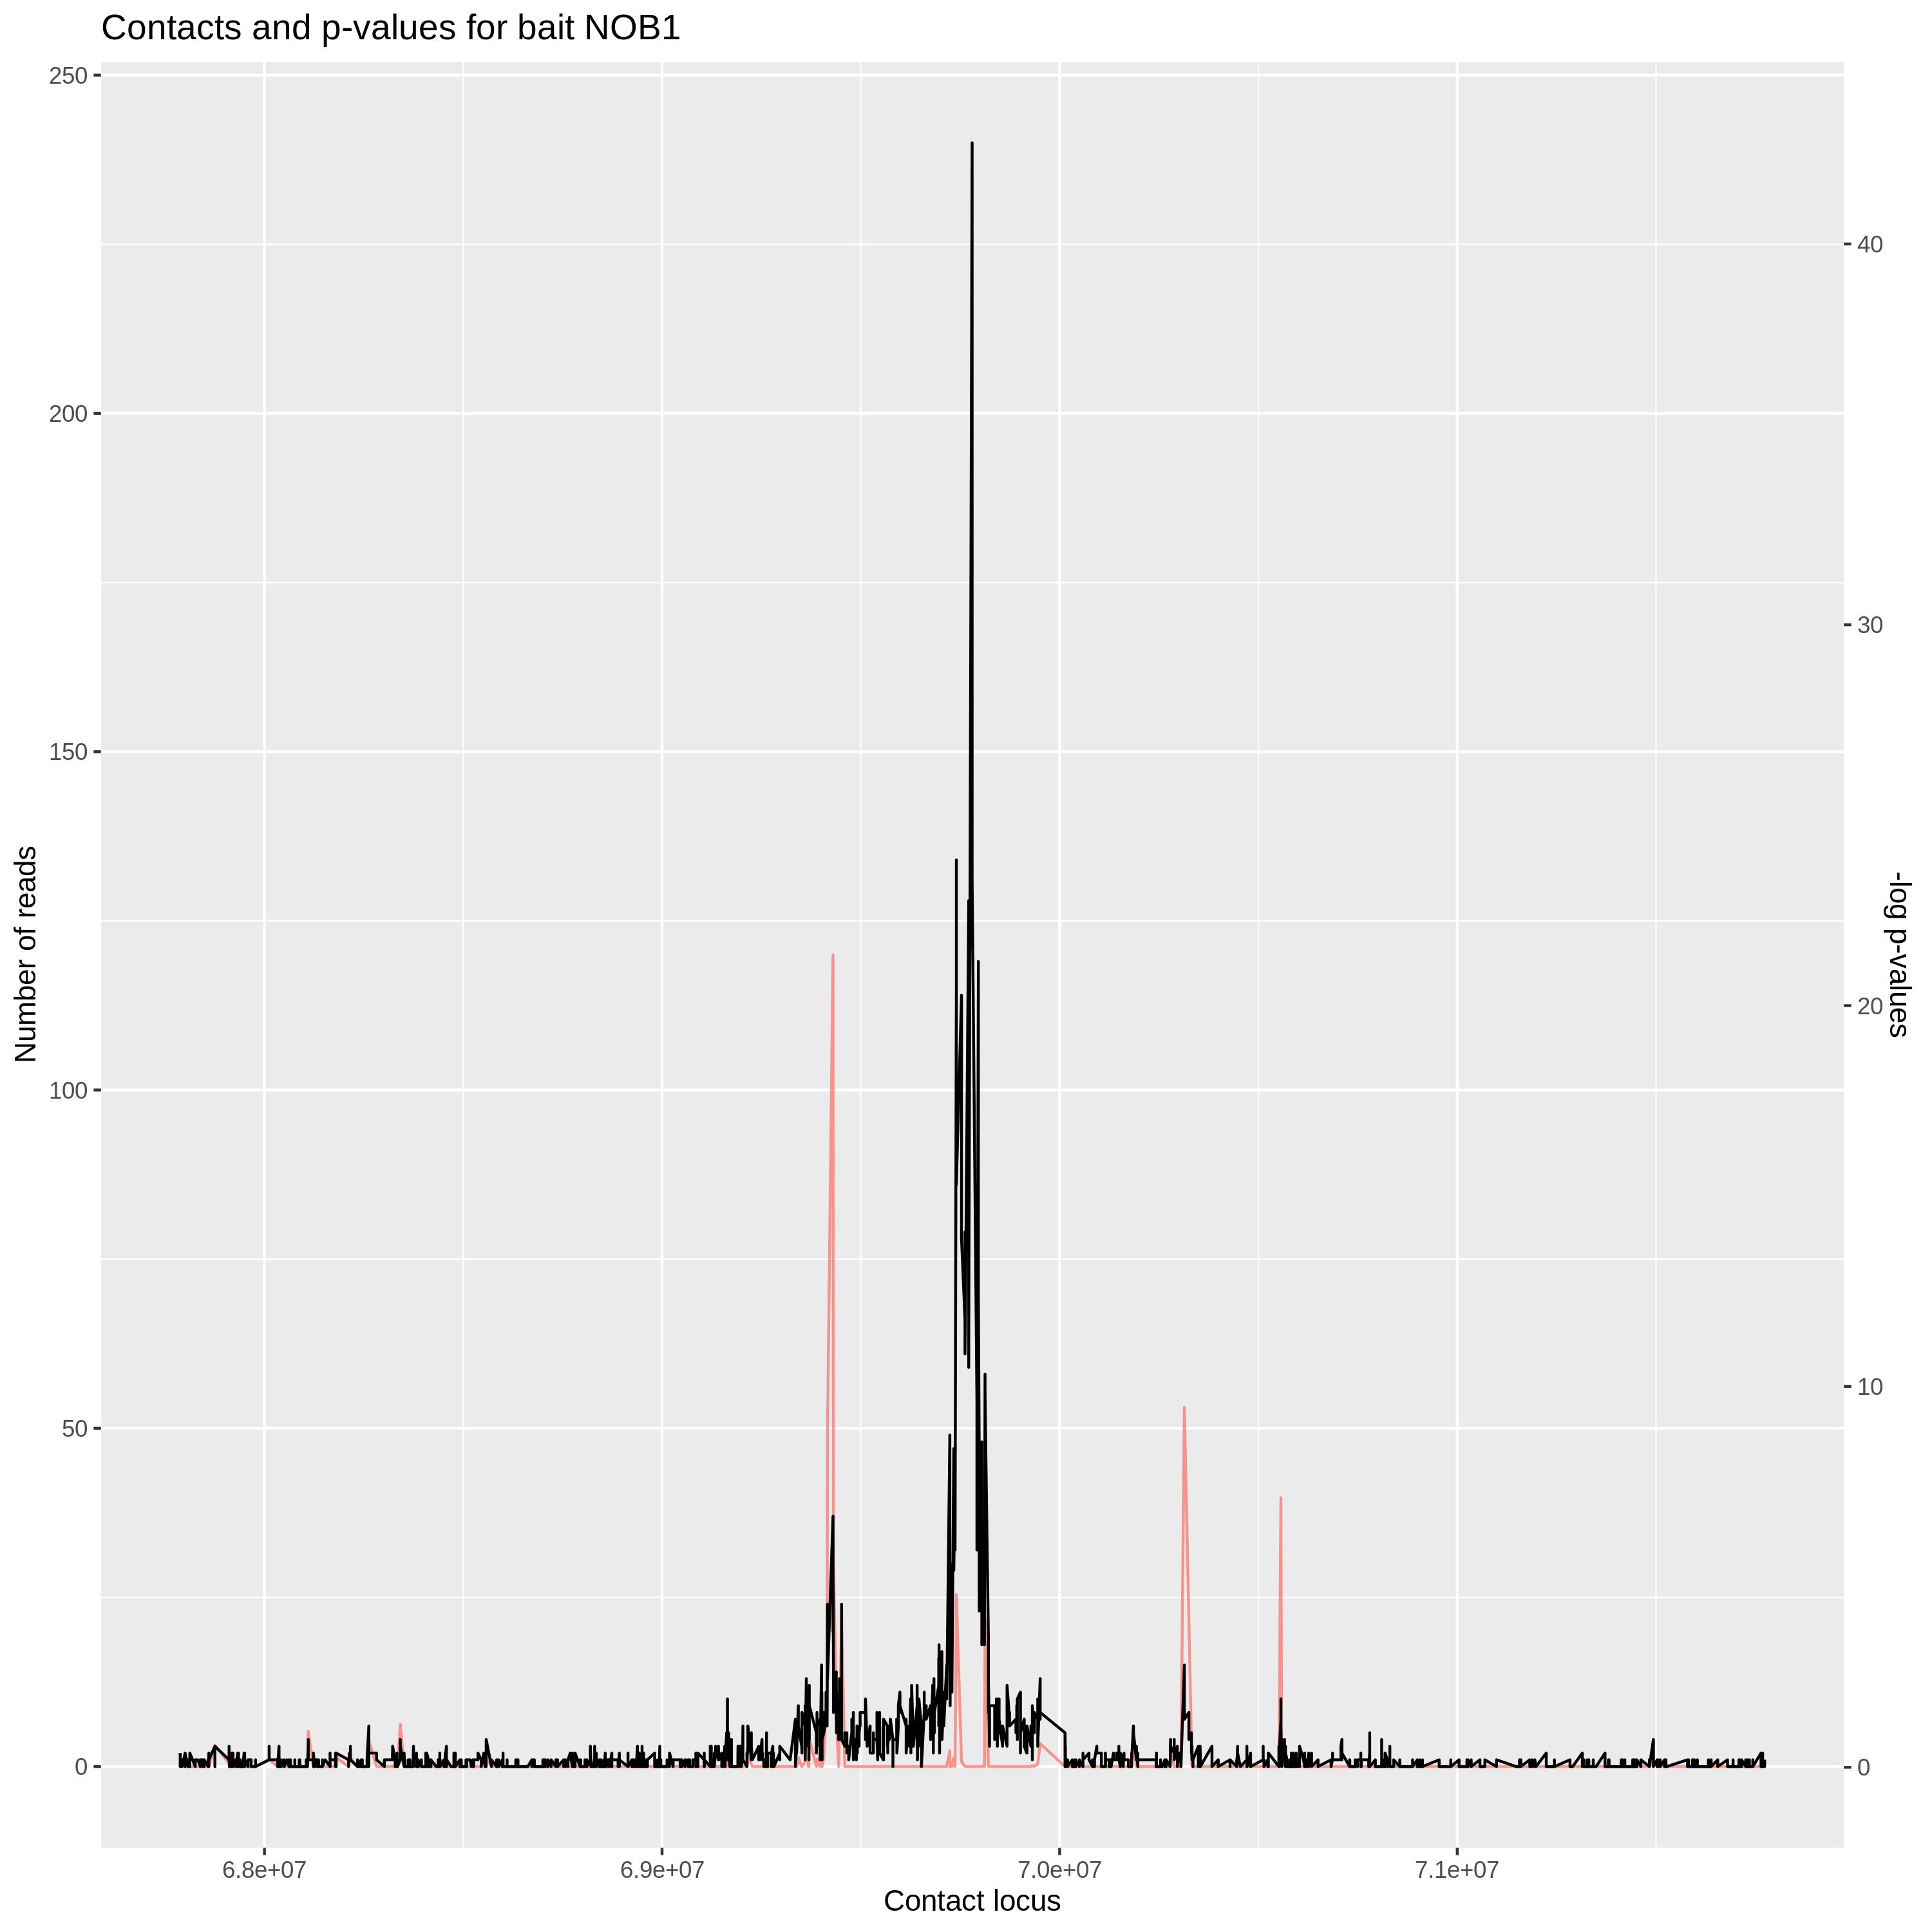 Contacts and p-values for bait NOB1
250
200
150
100
50
0
Number of reads
40
30
20
10
0
-log p-values
6.8e+07
6.9e+07
7.0e+07
7.1e+07
Contact locus